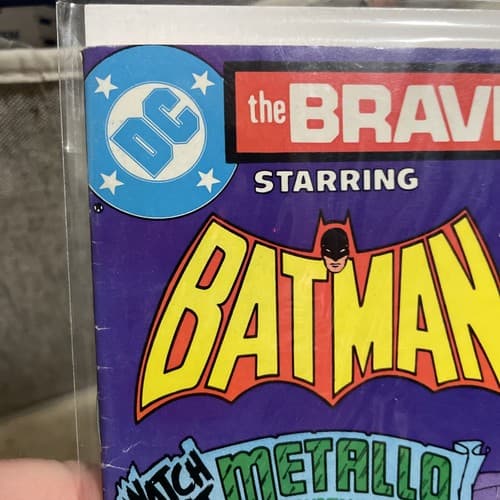 DC
the BRAV
STARRING
BATMAN
METALLO